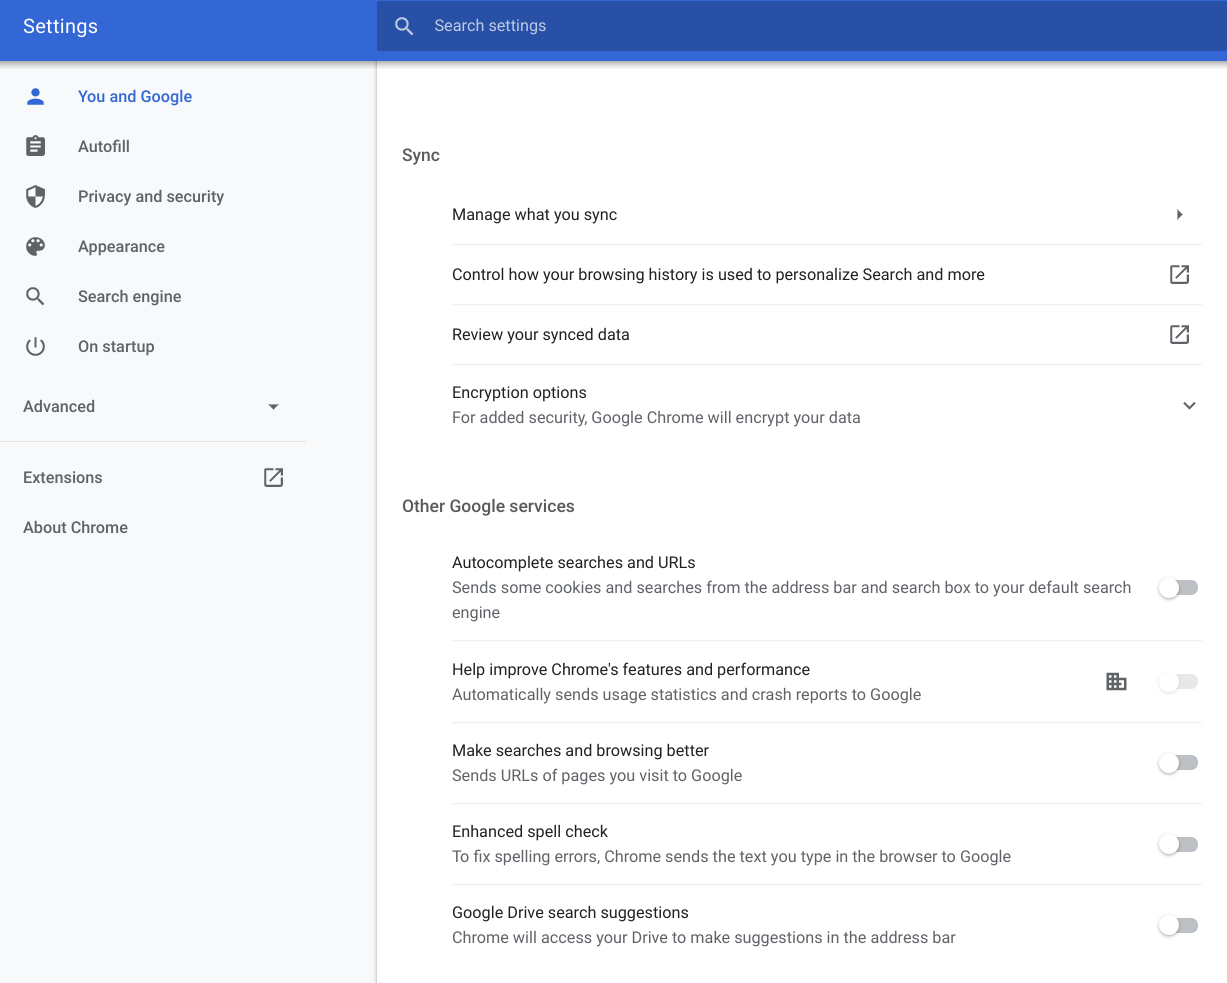 Settings
Search settings
You and Google
Autofill
Privacy and security
Appearance
Search engine
On startup
Advanced
Extensions
About Chrome
Sync
Manage what you sync
Control how your browsing history is used to personalize Search and more
Review your synced data
Encryption options
For added security, Google Chrome will encrypt your data
Other Google services
Autocomplete searches and URLs
Sends some cookies and searches from the address bar and search box to your default search
engine
Help improve Chrome's features and performance
Automatically sends usage statistics and crash reports to Google
Make searches and browsing better
Sends URLs of pages you visit to Google
Enhanced spell check
To fix spelling errors, Chrome sends the text you type in the browser to Google
Google Drive search suggestions
Chrome will access your Drive to make suggestions in the address bar